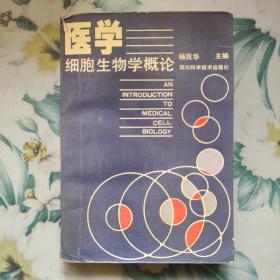 医学
细胞生物学概论
杨抚华 主编
四川科学技术出版社
AN
INTRODUCTION
TO
MEDICAL
CELL
BIOLOGY